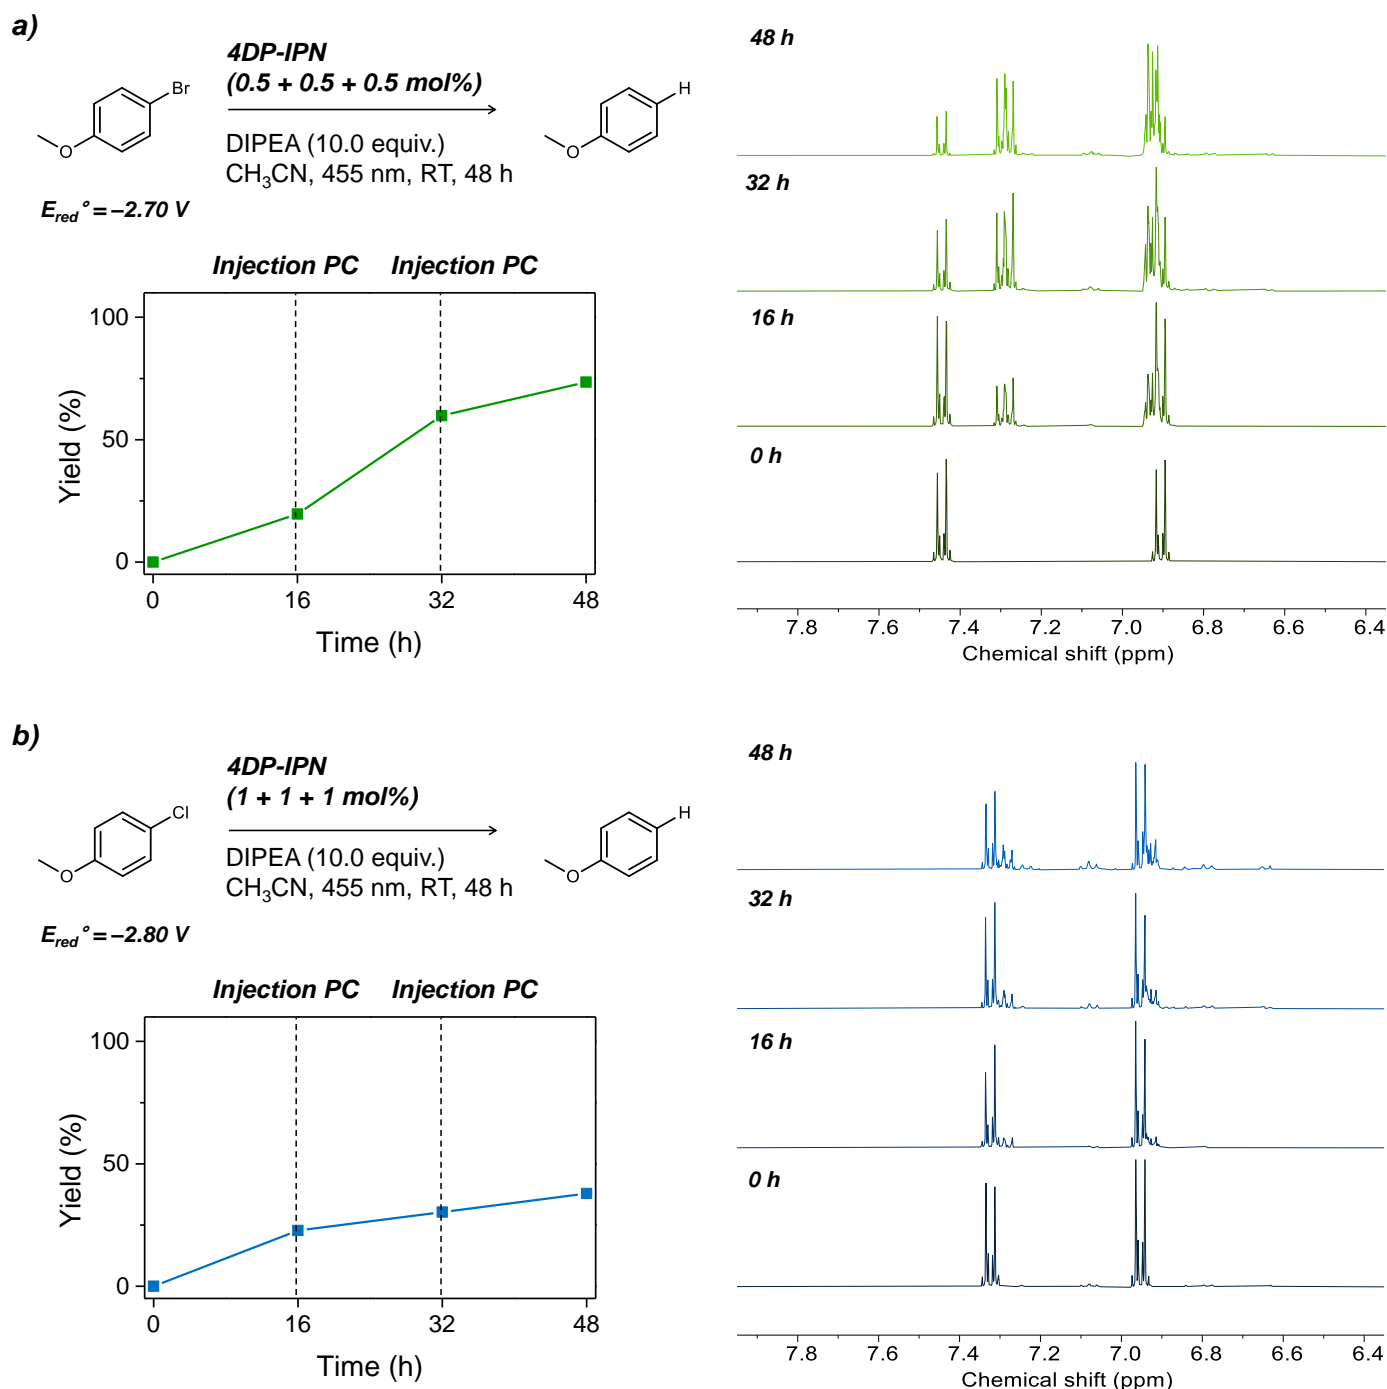 a)
4DP-IPN
(0.5 + 0.5 + 0.5 mol%)
Br
O
DIPEA (10.0 equiv.)
CH₃CN, 455 nm, RT, 48 h
H
O
E_red° = −2.70 V
Injection PC Injection PC
100
50
0
Yield (%)
0 16 32 48
Time (h)
48 h
32 h
16 h
0 h
7.8 7.6 7.4 7.2 7.0 6.8 6.6 6.4
Chemical shift (ppm)
b)
4DP-IPN
(1 + 1 + 1 mol%)
Cl
O
DIPEA (10.0 equiv.)
CH₃CN, 455 nm, RT, 48 h
H
O
E_red° = −2.80 V
Injection PC Injection PC
100
50
0
Yield (%)
0 16 32 48
Time (h)
48 h
32 h
16 h
0 h
7.8 7.6 7.4 7.2 7.0 6.8 6.6 6.4
Chemical shift (ppm)